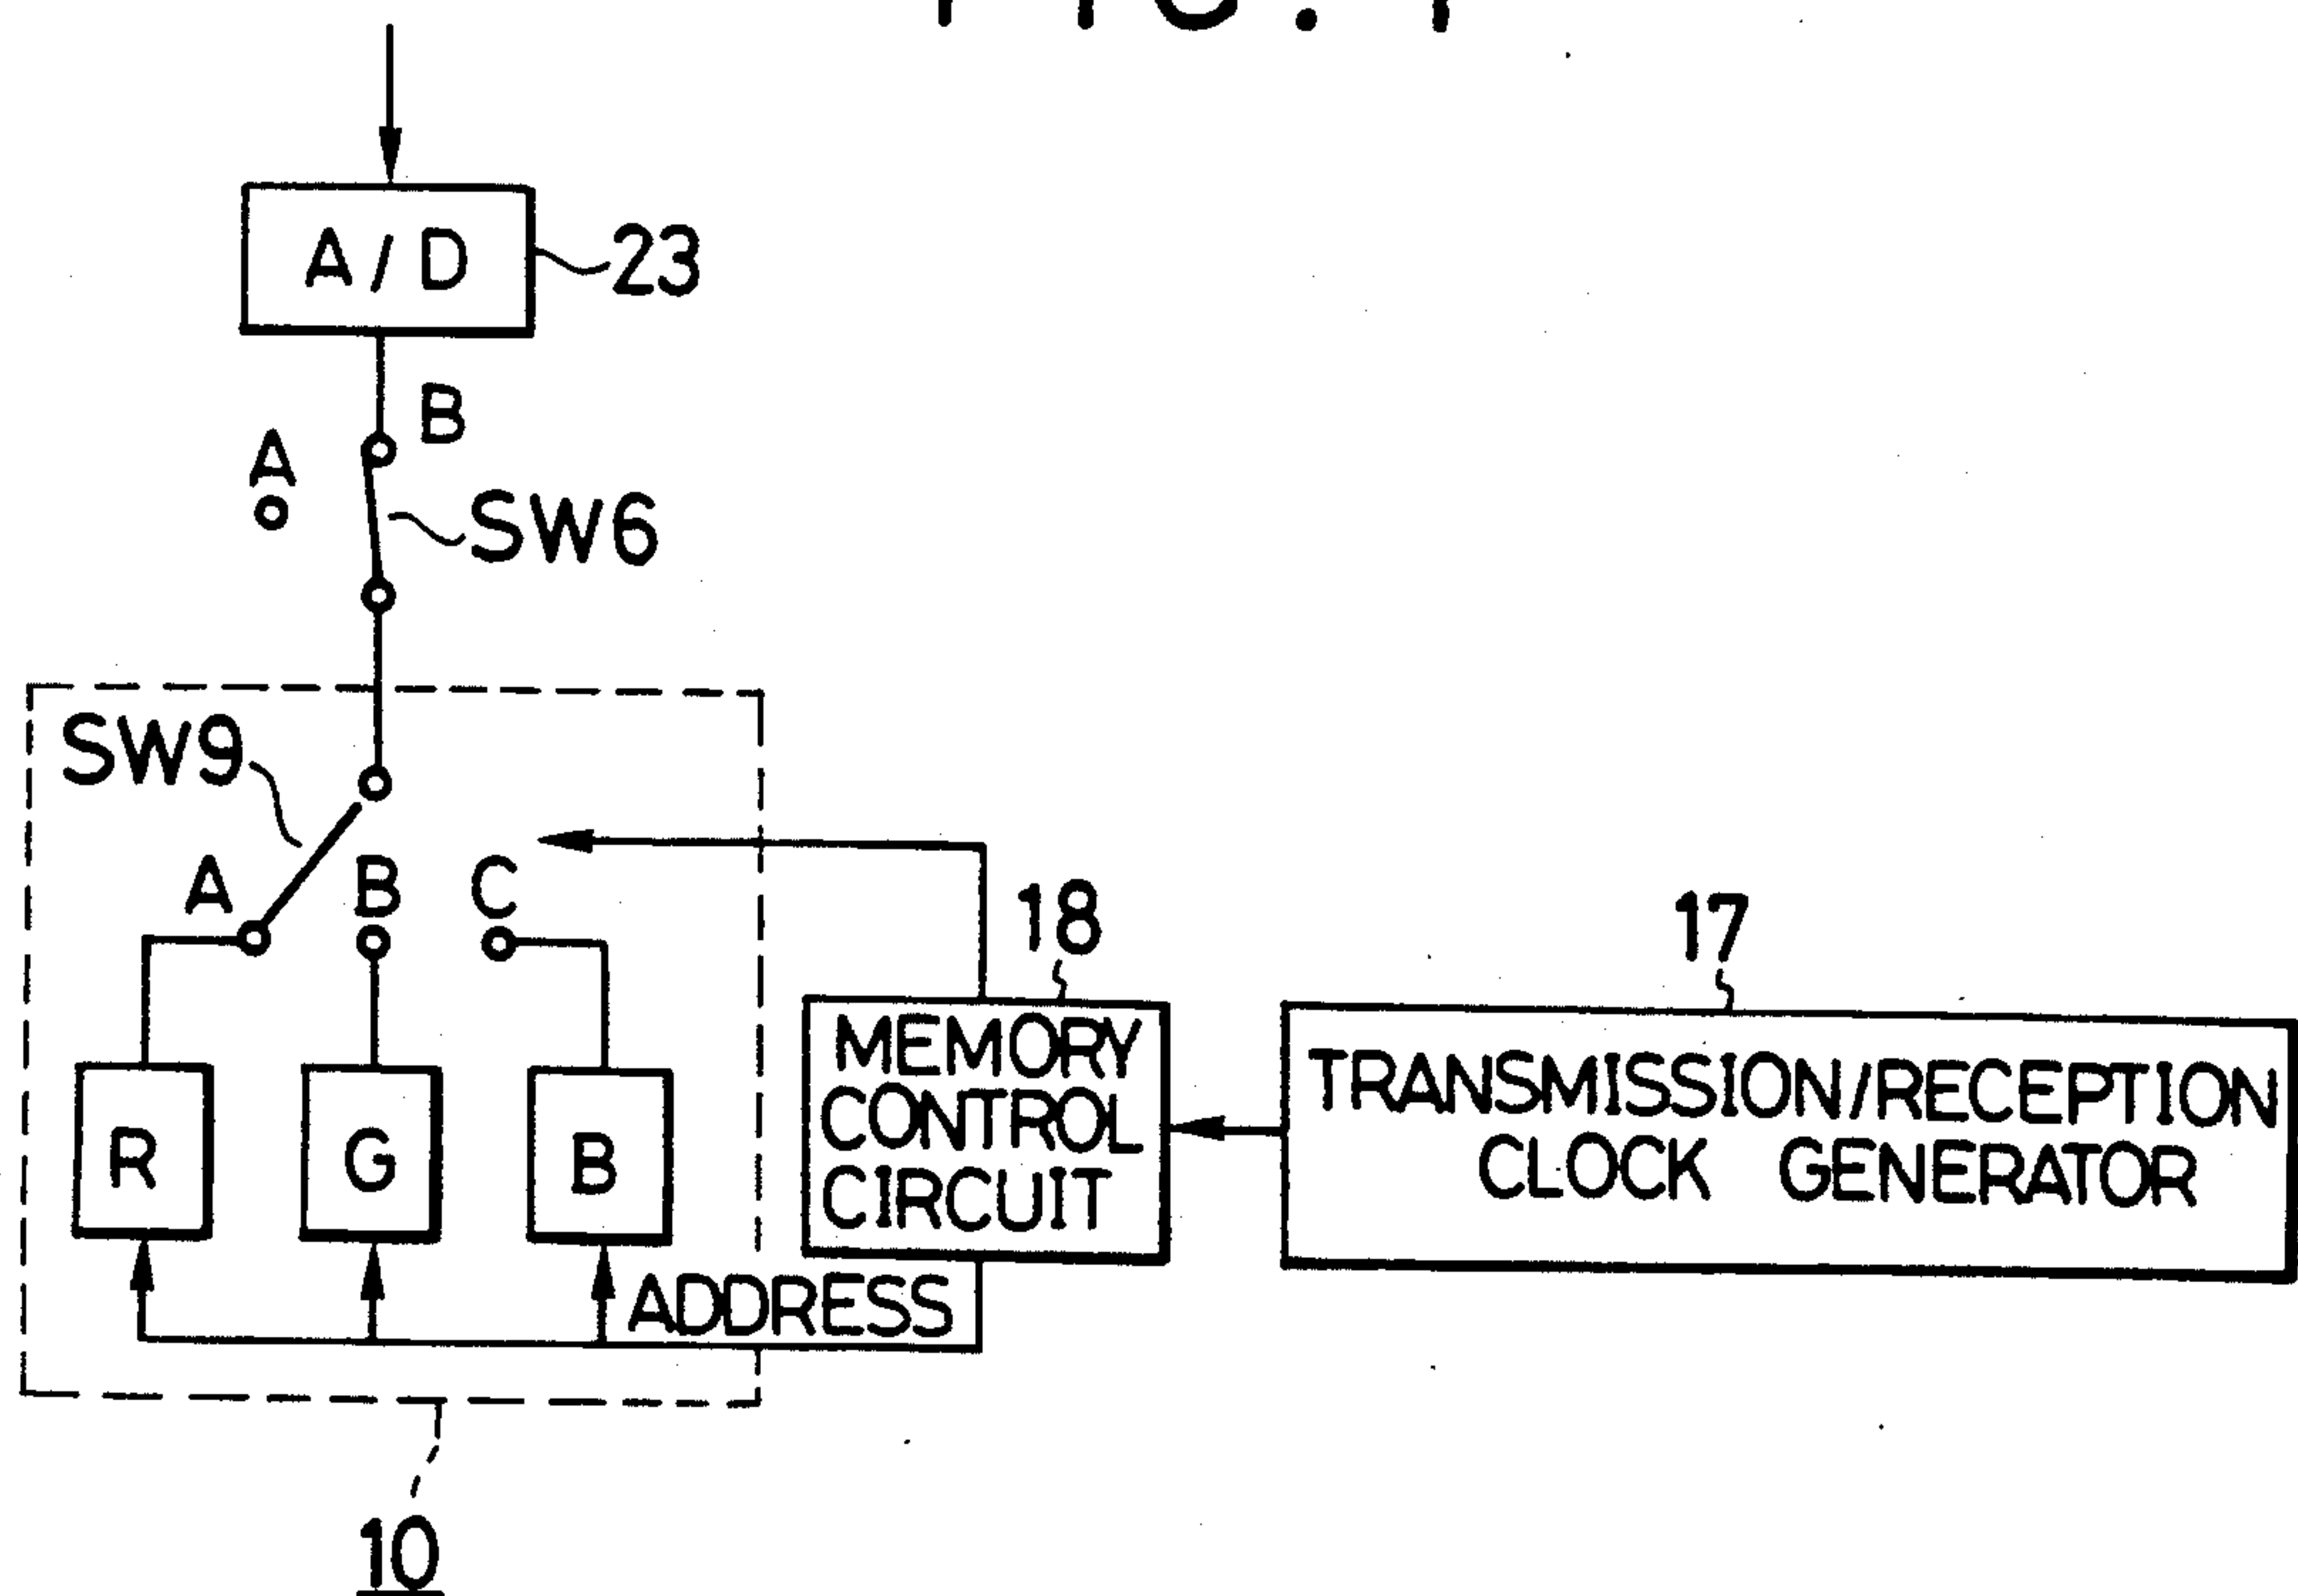 A/D
23
B
A
SW6
SW9
A
B
C
18
17
R
G
B
MEMORY
CONTROL
CIRCUIT
TRANSMISSION/RECEPTION
CLOCK GENERATOR
ADDRESS
10